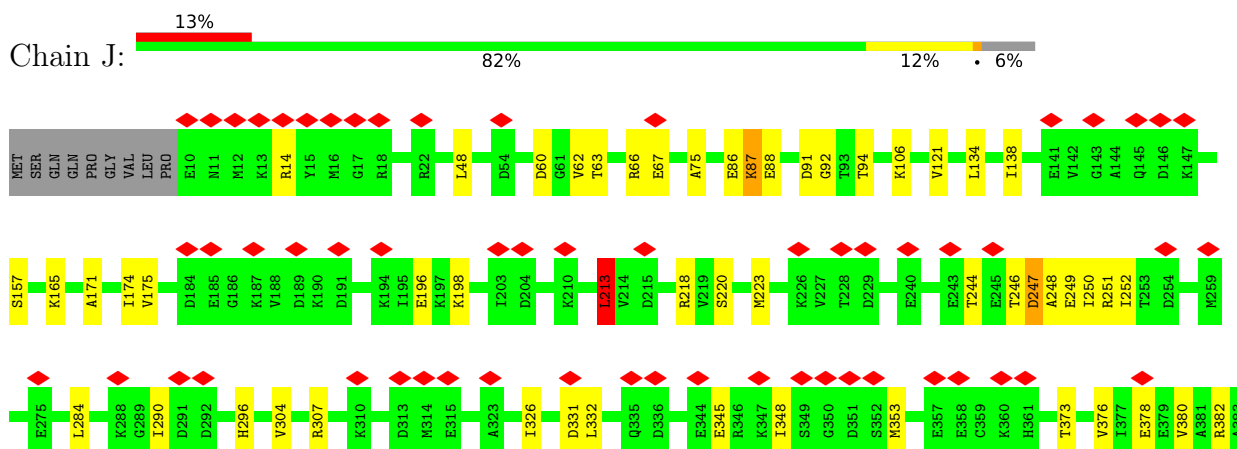 13%
Chain J:
82% 12% • 6%
MET SER GLN GLN PRO GLY VAL LEU PRO E10 N11 M12 K13 R14 Y15 M16 G17 R18 R22 L48 D54 D60 G61 V62 T63 R66 E67 A75 E86 K87 E88 D91 G92 T93 T94 K106 V121 L134 I138 E141 V142 G143 A144 Q145 D146 K147
S157 K165 A171 I174 V175 D184 E185 G186 K187 V188 D189 K190 D191 K194 I195 E196 K197 K198 I203 D204 K210 L213 V214 D215 R218 V219 S220 M223 K226 V227 T228 D229 E240 E243 T244 E245 T246 D247 A248 E249 I250 R251 I252 T253 D254 M259
E275 L284 K288 G289 I290 D291 D292 H296 V304 R307 K310 D313 M314 E315 A323 I326 D331 L332 Q335 D336 E344 E345 R346 K347 I348 S349 G350 D351 S352 M353 E357 E358 C359 K360 H361 T373 V376 I377 E378 E379 V380 A381 R382